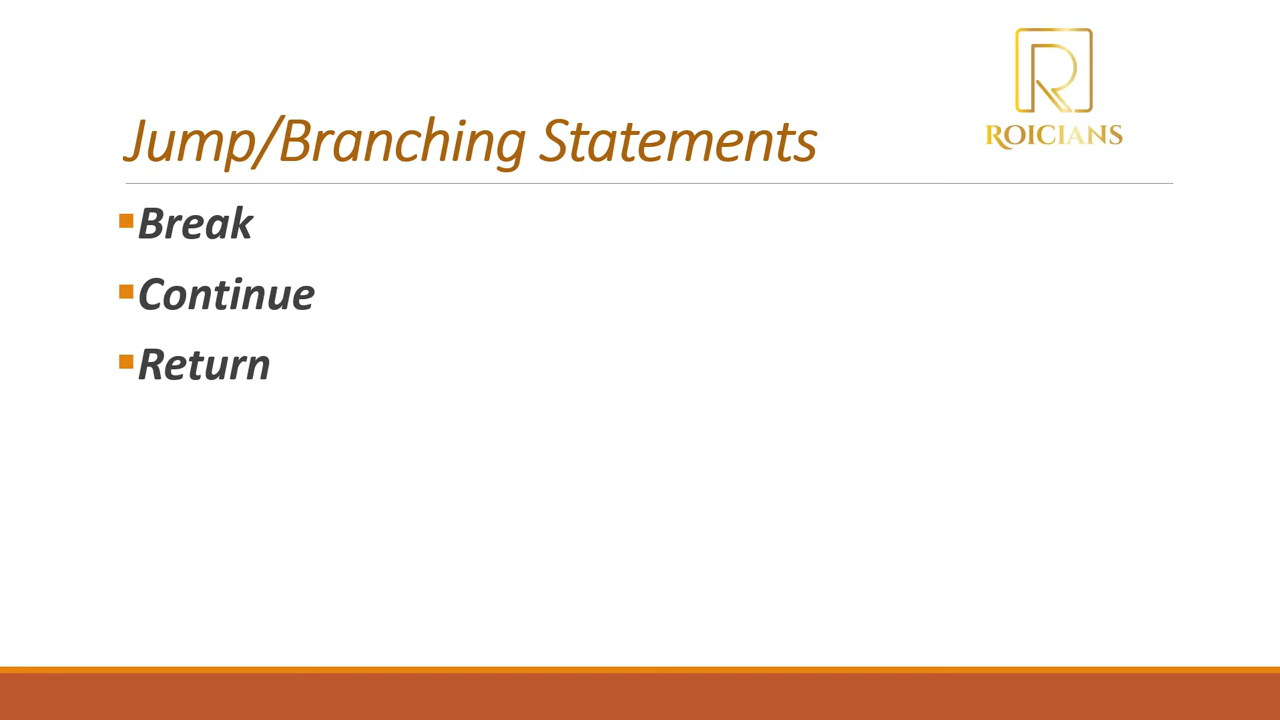 R
ROICIANS
Jump/Branching Statements
▪Break
▪Continue
▪Return